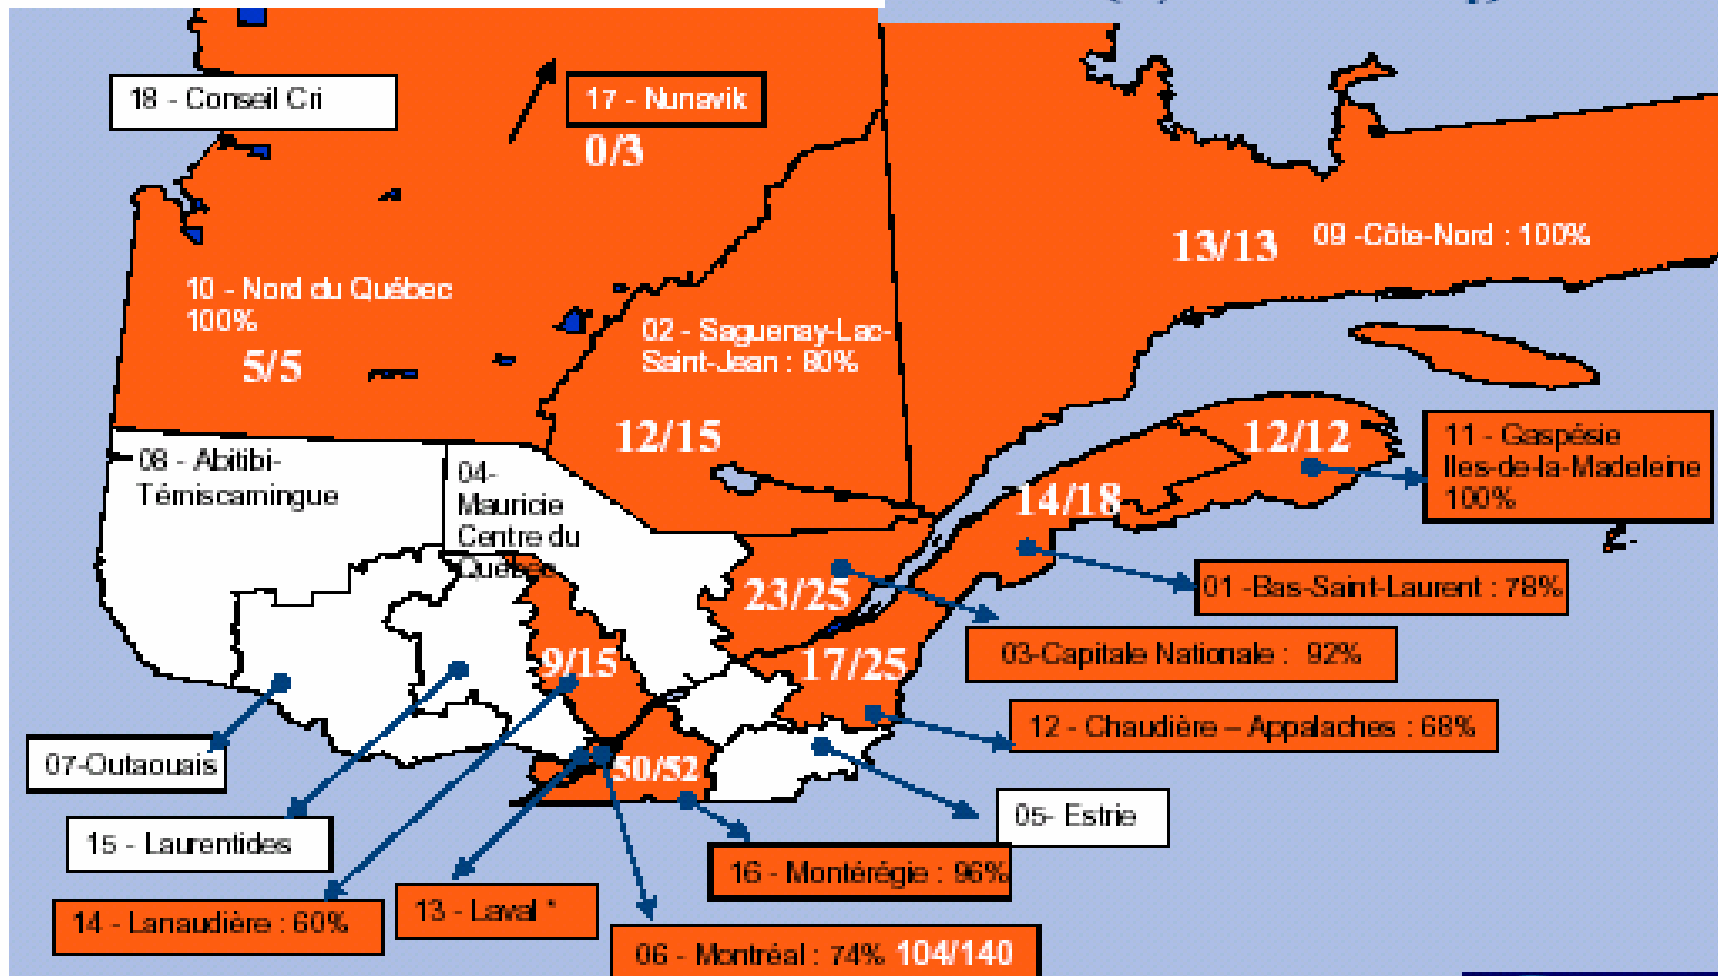 18 - Conseil Cri
17 - Nunavik
0/3
13/13
09 -Côte-Nord : 100%
10 - Nord du Québec
100%
5/5
02 - Saguenay-Lac-
Saint-Jean : 80%
12/15
12/12
11 - Gaspésie
Iles-de-la-Madeleine
100%
08 - Abitibi-
Témiscamingue
04-
Mauricie
Centre du
Québec
14/18
01 -Bas-Saint-Laurent : 78%
23/25
03-Capitale Nationale : 92%
9/15
17/25
12 - Chaudière – Appalaches : 68%
07-Outaouais
50/52
05- Estrie
15 - Laurentides
16 - Montérégie : 96%
14 - Lanaudière : 60%
13 - Laval *
06 - Montréal : 74% 104/140